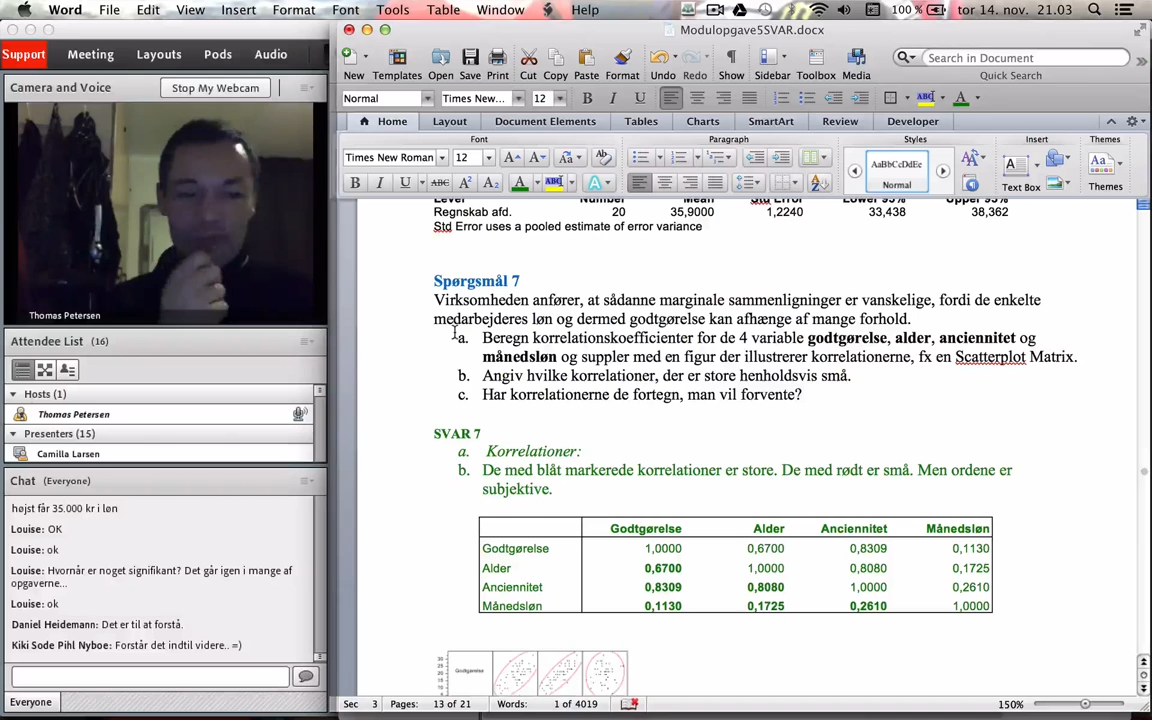 Word File Edit View Insert Format Font Tools Table Window Help 100 % tor 14. nov. 21.03
Support Meeting Layouts Pods Audio
Camera and Voice Stop My Webcam
Thomas Petersen
Attendee List (16)
Hosts (1)
Thomas Petersen
Presenters (15)
Camilla Larsen
Chat (Everyone)
højst får 35.000 kr i løn
Louise: OK
Louise: ok
Louise: Hvornår er noget signifikant? Det går igen i mange af
opgaverne...
Louise: ok
Daniel Heidemann: Det er til at forstå.
Kiki Sode Pihl Nyboe: Forstår det indtil videre.. =)
Everyone
Modulopgave5SVAR.docx
New Templates Open Save Print Cut Copy Paste Format Undo Redo Show Sidebar Toolbox Media
Search in Document
Quick Search
Normal Times New... 12 B I U
Home Layout Document Elements Tables Charts SmartArt Review Developer
Font Paragraph Styles Insert Themes
Times New Roman 12
AaBbCcDdEe
Normal
Text Box
Themes
Level Number Mean Std Error Lower 95% Upper 95%
Regnskab afd. 20 35,9000 1,2240 33,438 38,362
Std Error uses a pooled estimate of error variance
Spørgsmål 7
Virksomheden anfører, at sådanne marginale sammenligninger er vanskelige, fordi de enkelte
medarbejderes løn og dermed godtgørelse kan afhænge af mange forhold.
a. Beregn korrelationskoefficienter for de 4 variable godtgørelse, alder, anciennitet og
månedsløn og suppler med en figur der illustrerer korrelationerne, fx en Scatterplot Matrix.
b. Angiv hvilke korrelationer, der er store henholdsvis små.
c. Har korrelationerne de fortegn, man vil forvente?
SVAR 7
a. Korrelationer:
b. De med blåt markerede korrelationer er store. De med rødt er små. Men ordene er
subjektive.
Godtgørelse Alder Anciennitet Månedsløn
Godtgørelse 1,0000 0,6700 0,8309 0,1130
Alder 0,6700 1,0000 0,8080 0,1725
Anciennitet 0,8309 0,8080 1,0000 0,2610
Månedsløn 0,1130 0,1725 0,2610 1,0000
Godtgørelse
Sec 3 Pages: 13 of 21 Words: 1 of 4019 150%